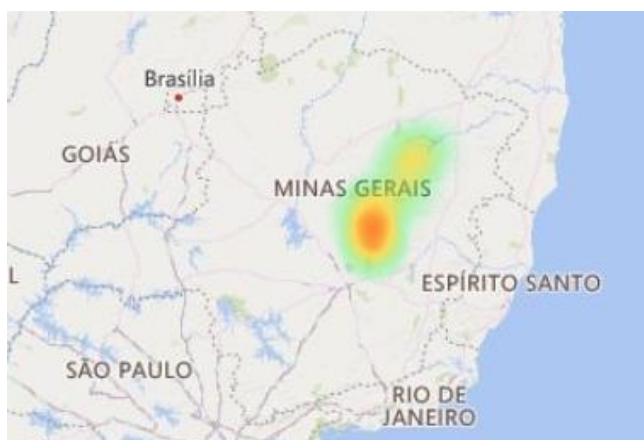 Brasília
GOIÁS
MINAS GERAIS
L
ESPÍRITO SANTO
SÃO PAULO
RIO DE
JANEIRO